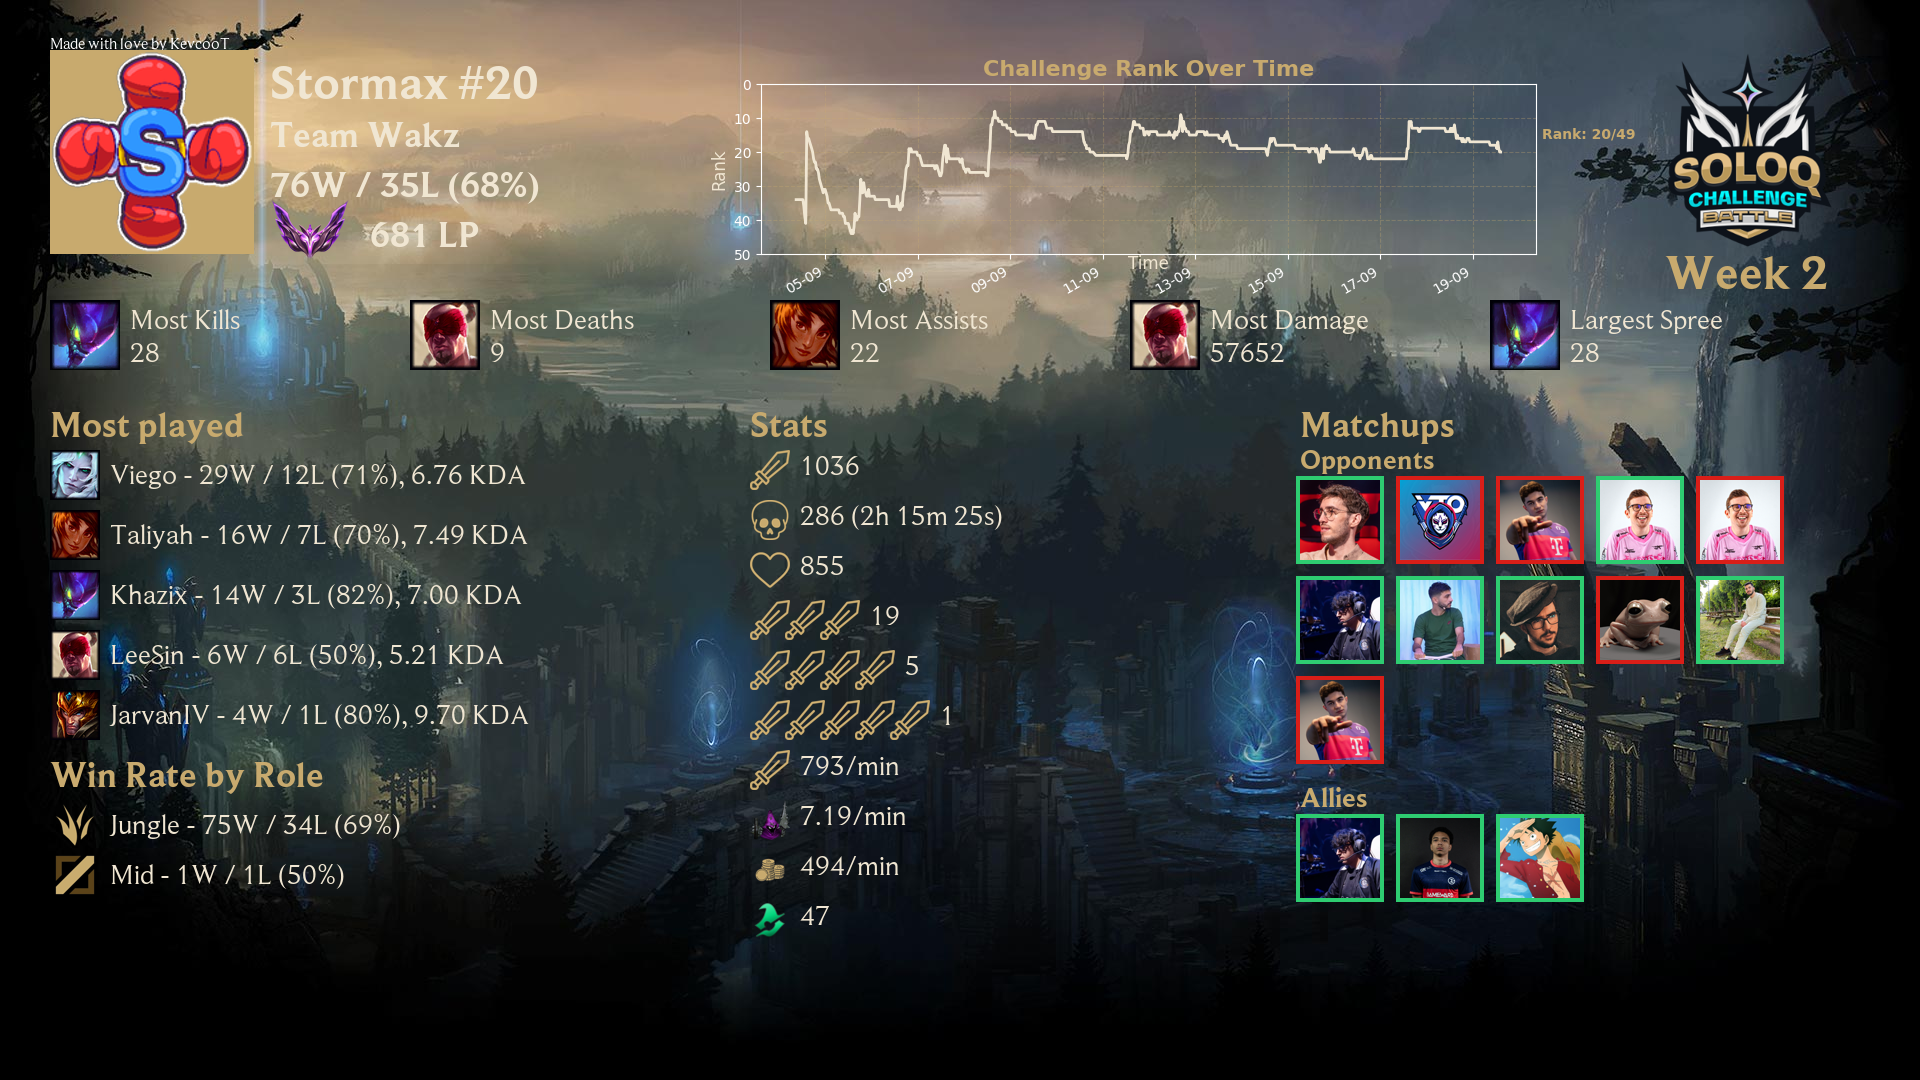 Made with love by KevcooT
S
Stormax #20
Team Wakz
76W / 35L (68%)
681 LP
Challenge Rank Over Time
Rank
0
10
20
30
40
50
05-09
07-09
09-09
11-09
13-09
15-09
17-09
19-09
Time
Rank: 20/49
SOLOQ
CHALLENGE
BATTLE
Week 2
Most Kills
28
Most Deaths
9
Most Assists
22
Most Damage
57652
Largest Spree
28
Most played
Viego - 29W / 12L (71%), 6.76 KDA
Taliyah - 16W / 7L (70%), 7.49 KDA
Khazix - 14W / 3L (82%), 7.00 KDA
LeeSin - 6W / 6L (50%), 5.21 KDA
JarvanIV - 4W / 1L (80%), 9.70 KDA
Win Rate by Role
Jungle - 75W / 34L (69%)
Mid - 1W / 1L (50%)
Stats
1036
286 (2h 15m 25s)
855
19
5
1
793/min
7.19/min
494/min
47
Matchups
Opponents
VTO
T
T
Allies